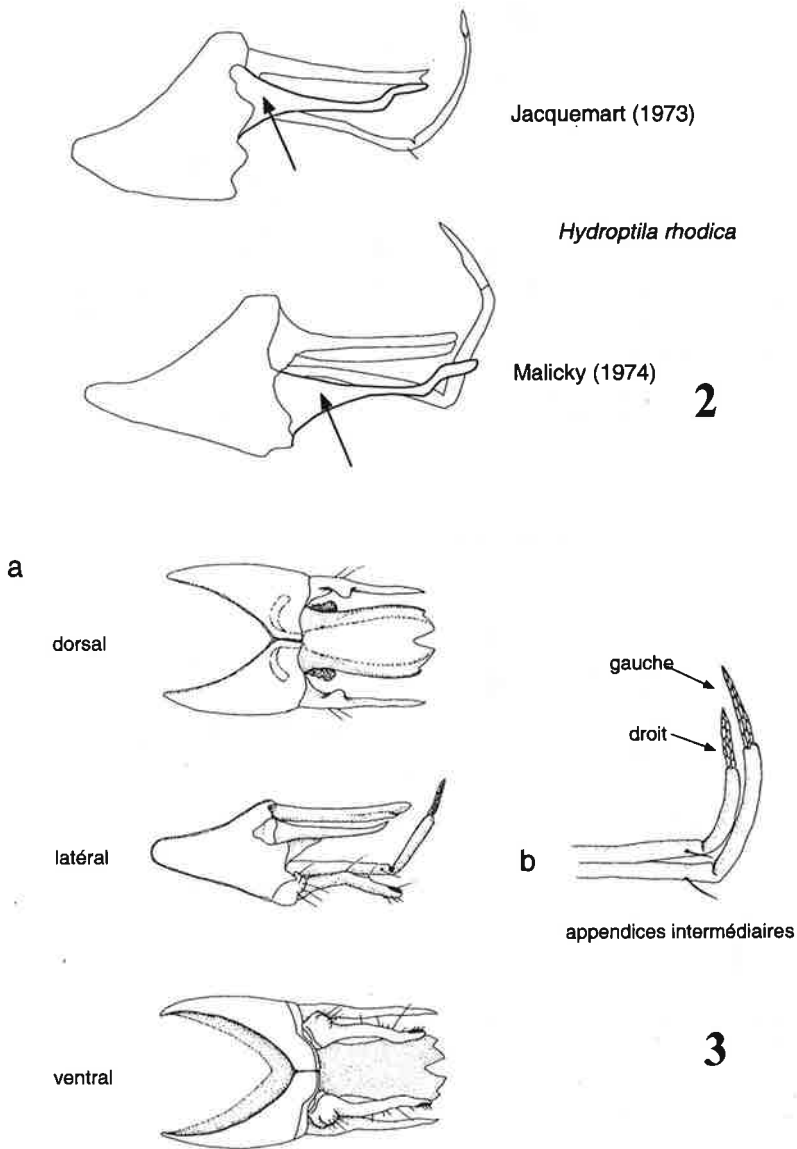 Jacquemart (1973)
Hydroptila rhodica
Malicky (1974)
2
a
dorsal
gauche
droit
latéral
b
appendices intermédiaires
ventral
3